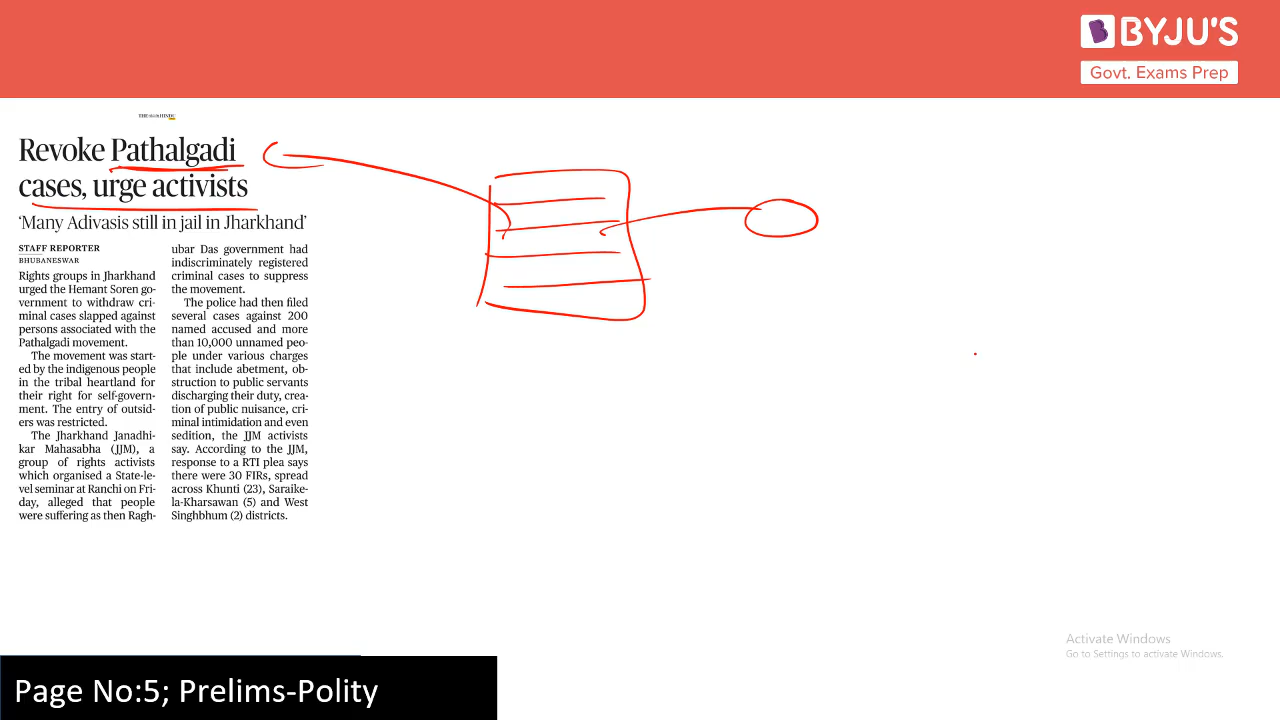 BYJU'S
Govt. Exams Prep
Revoke Pathalgadi
cases, urge activists
'Many Adivasis still in jail in Jharkhand'
STAFF REPORTER
BHUBANESWAR
Rights groups in Jharkhand
urged the Hemant Soren go-
vernment to withdraw cri-
minal cases slapped against
persons associated with the
Pathalgadi movement.
The movement was start-
ed by the indigenous people
in the tribal heartland for
their right for self-govern-
ment. The entry of outsid-
ers was restricted.
The Jharkhand Janadhi-
kar Mahasabha (JJM), a
group of rights activists
which organised a State-le-
vel seminar at Ranchi on Fri-
day, alleged that people
were suffering as then Ragh-
ubar Das government had
indiscriminately registered
criminal cases to suppress
the movement.
The police had then filed
several cases against 200
named accused and more
than 10,000 unnamed peo-
ple under various charges
that include abetment, ob-
struction to public servants
discharging their duty, crea-
tion of public nuisance, cri-
minal intimidation and even
sedition, the JJM activists
say. According to the JJM,
response to a RTI plea says
there were 30 FIRs, spread
across Khunti (23), Saraike-
la-Kharsawan (5) and West
Singhbhum (2) districts.
Activate Windows
Go to Settings to activate Windows.
Page No:5; Prelims-Polity